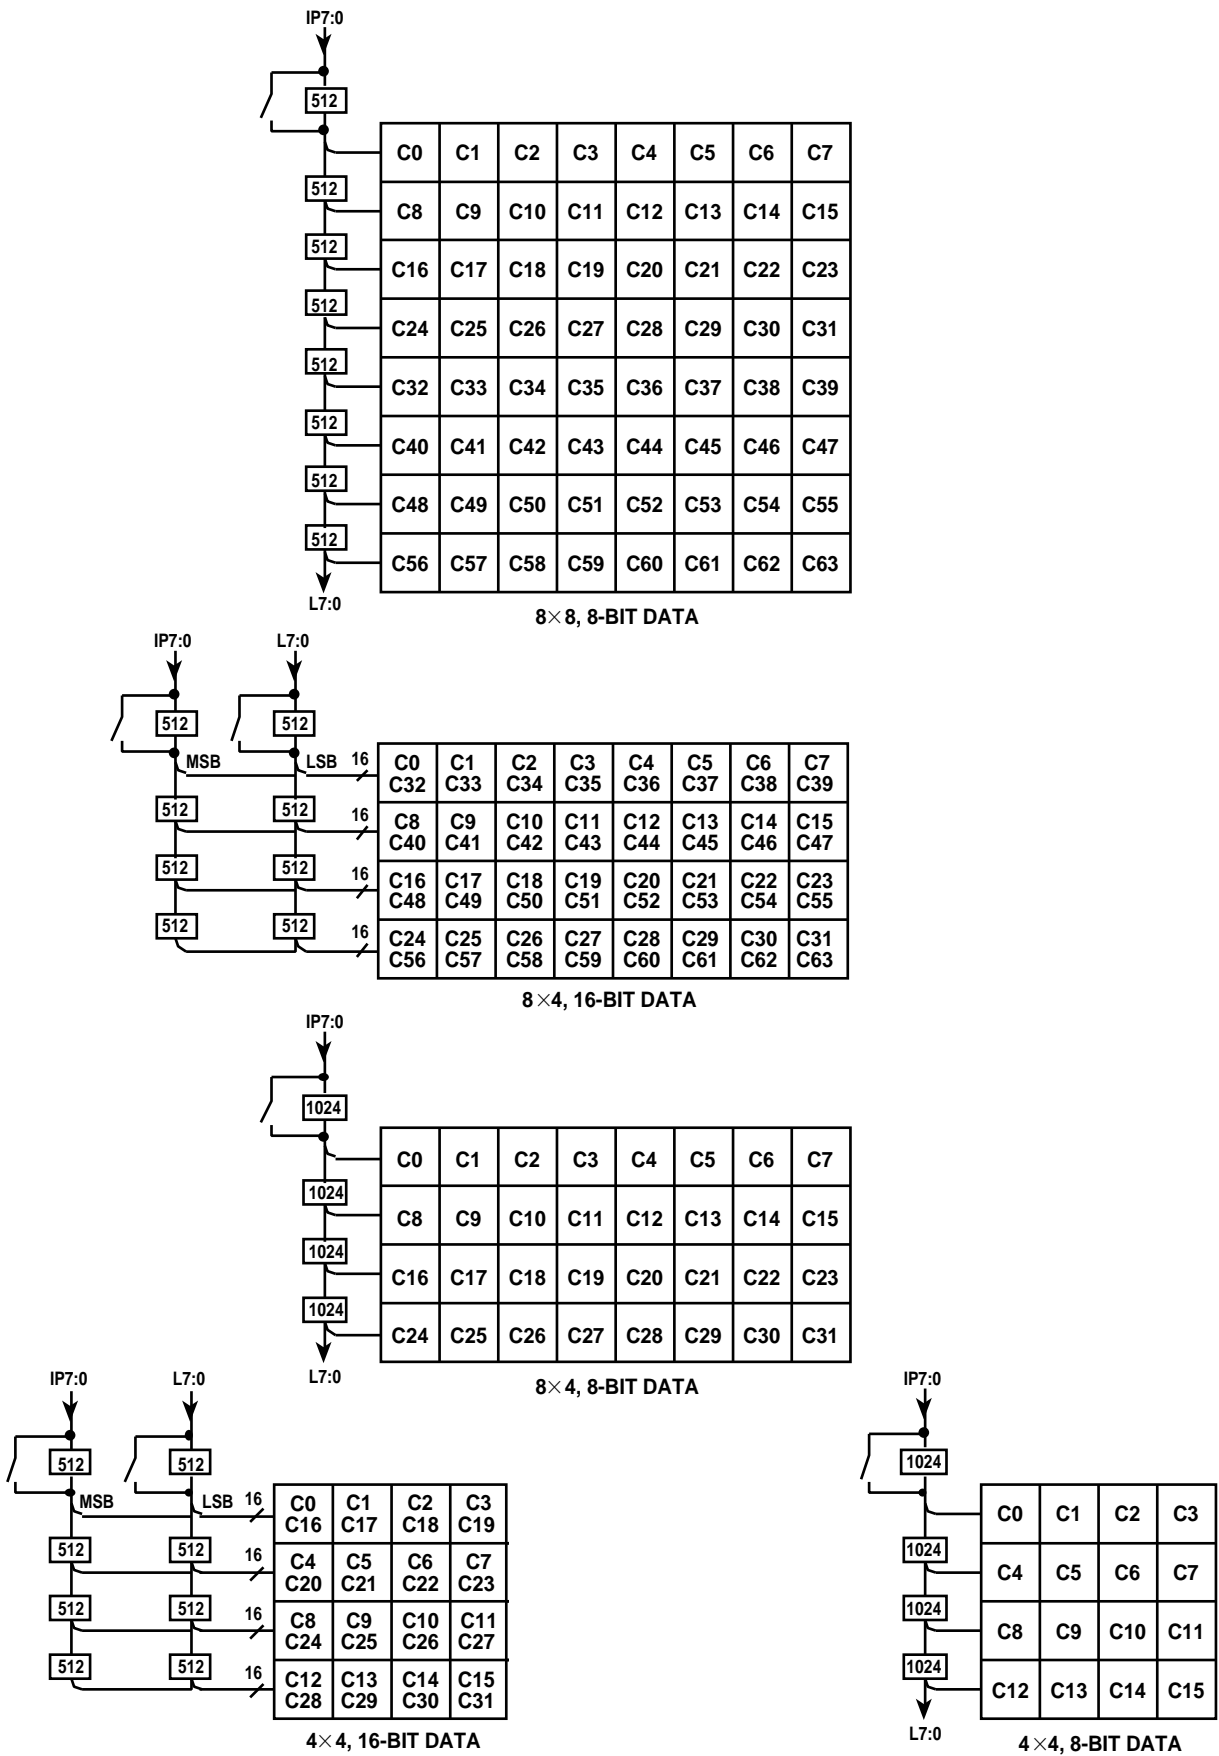 IP7:0
512
C0 C1 C2 C3 C4 C5 C6 C7
512
C8 C9 C10 C11 C12 C13 C14 C15
512
C16 C17 C18 C19 C20 C21 C22 C23
512
C24 C25 C26 C27 C28 C29 C30 C31
512
C32 C33 C34 C35 C36 C37 C38 C39
512
C40 C41 C42 C43 C44 C45 C46 C47
512
C48 C49 C50 C51 C52 C53 C54 C55
512
C56 C57 C58 C59 C60 C61 C62 C63
L7:0
8×8, 8-BIT DATA
IP7:0 L7:0
512 512
MSB LSB 16
C0 C1 C2 C3 C4 C5 C6 C7
C32 C33 C34 C35 C36 C37 C38 C39
512 512 16
C8 C9 C10 C11 C12 C13 C14 C15
C40 C41 C42 C43 C44 C45 C46 C47
512 512 16
C16 C17 C18 C19 C20 C21 C22 C23
C48 C49 C50 C51 C52 C53 C54 C55
512 512 16
C24 C25 C26 C27 C28 C29 C30 C31
C56 C57 C58 C59 C60 C61 C62 C63
8×4, 16-BIT DATA
IP7:0
1024
C0 C1 C2 C3 C4 C5 C6 C7
1024
C8 C9 C10 C11 C12 C13 C14 C15
1024
C16 C17 C18 C19 C20 C21 C22 C23
1024
C24 C25 C26 C27 C28 C29 C30 C31
L7:0
8×4, 8-BIT DATA
IP7:0 L7:0
512 512
MSB LSB 16
C0 C1 C2 C3
C16 C17 C18 C19
512 512 16
C4 C5 C6 C7
C20 C21 C22 C23
512 512 16
C8 C9 C10 C11
C24 C25 C26 C27
512 512 16
C12 C13 C14 C15
C28 C29 C30 C31
4×4, 16-BIT DATA
IP7:0
1024
C0 C1 C2 C3
1024
C4 C5 C6 C7
1024
C8 C9 C10 C11
1024
C12 C13 C14 C15
L7:0
4×4, 8-BIT DATA